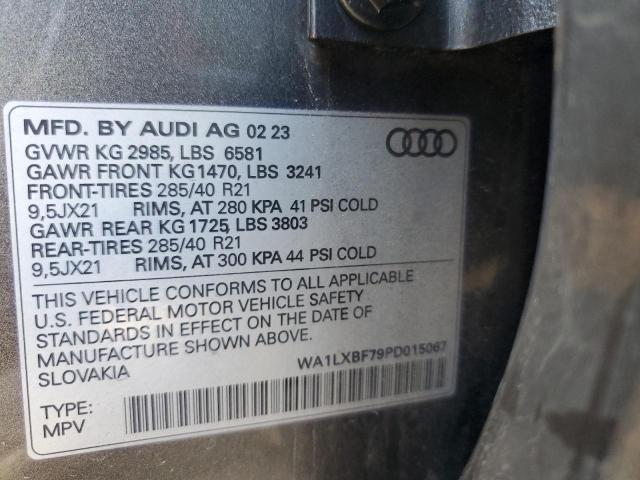 MFD. BY AUDI AG 02 23
GVWR KG 2985, LBS 6581
GAWR FRONT KG1470, LBS 3241
FRONT-TIRES 285/40 R21
9,5JX21 RIMS, AT 280 KPA 41 PSI COLD
GAWR REAR KG 1725, LBS 3803
REAR-TIRES 285/40 R21
9,5JX21 RIMS, AT 300 KPA 44 PSI COLD
THIS VEHICLE CONFORMS TO ALL APPLICABLE
U.S. FEDERAL MOTOR VEHICLE SAFETY
STANDARDS IN EFFECT ON THE DATE OF
MANUFACTURE SHOWN ABOVE.
SLOVAKIA
WA1LXBF79PD015067
TYPE:
MPV